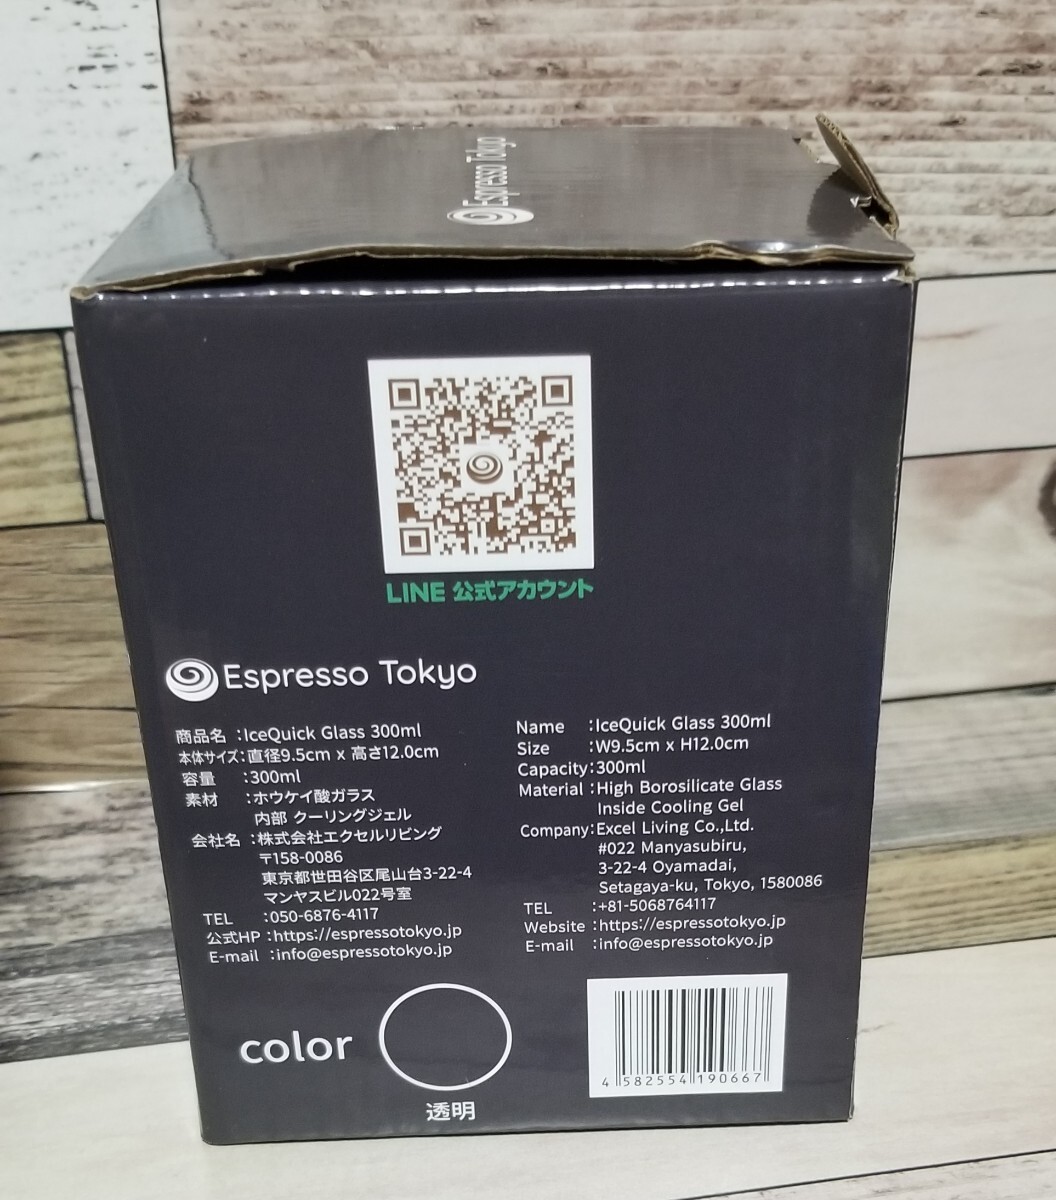 Espresso Tokyo
LINE 公式アカウント
Espresso Tokyo
商品名 :IceQuick Glass 300ml
本体サイズ:直径9.5cm x 高さ12.0cm
容量 :300ml
素材 :ホウケイ酸ガラス
内部 クーリングジェル
会社名 :株式会社エクセルリビング
〒158-0086
東京都世田谷区尾山台3-22-4
マンヤスビル022号室
TEL :050-6876-4117
公式HP :https://espressotokyo.jp
E-mail :info@espressotokyo.jp
Name :IceQuick Glass 300ml
Size :W9.5cm x H12.0cm
Capacity:300ml
Material :High Borosilicate Glass
Inside Cooling Gel
Company:Excel Living Co.,Ltd.
#022 Manyasubiru,
3-22-4 Oyamadai,
Setagaya-ku, Tokyo, 1580086
TEL :+81-5068764117
Website :https://espressotokyo.jp
E-mail :info@espressotokyo.jp
color
透明
4 582554 190667